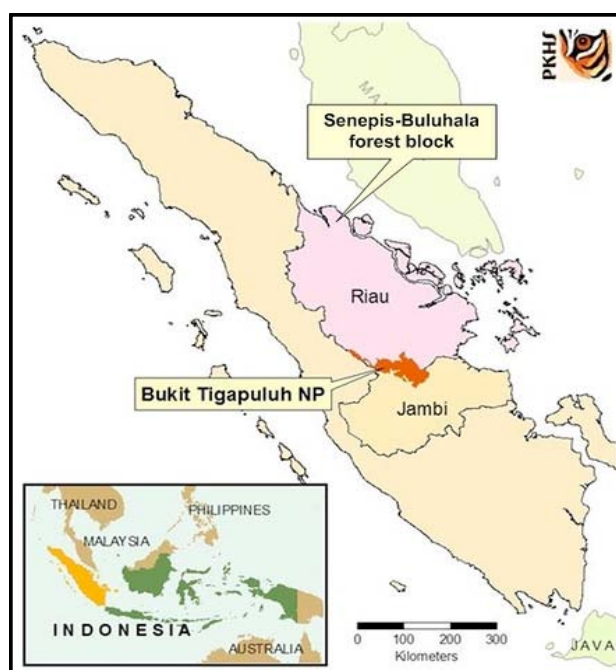 PKHS
MA
Senepis-Buluhala
forest block
Riau
Bukit Tigapuluh NP
Jambi
THAILAND
PHILIPPINES
MALAYSIA
INDONESIA
AUSTRALIA
0 100 200 300
Kilometers
JAVA